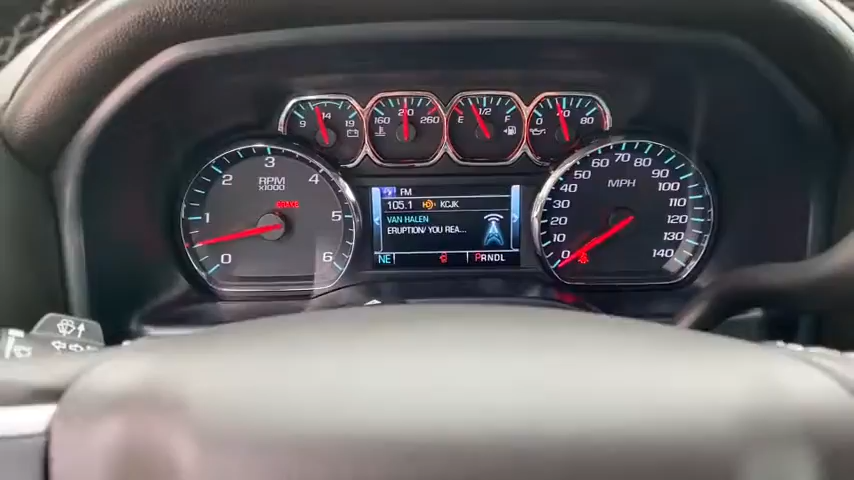 9 14 19
160 210 260
E 1/2 F
0 40 80
RPM
X1000
0 1 2 3 4 5 6
BRAKE
FM
105.1 HD KCJK
VAN HALEN
ERUPTION/ YOU REA...
NE
PRNDL
MPH
0 10 20 30 40 50 60 70 80 90 100 110 120 130 140